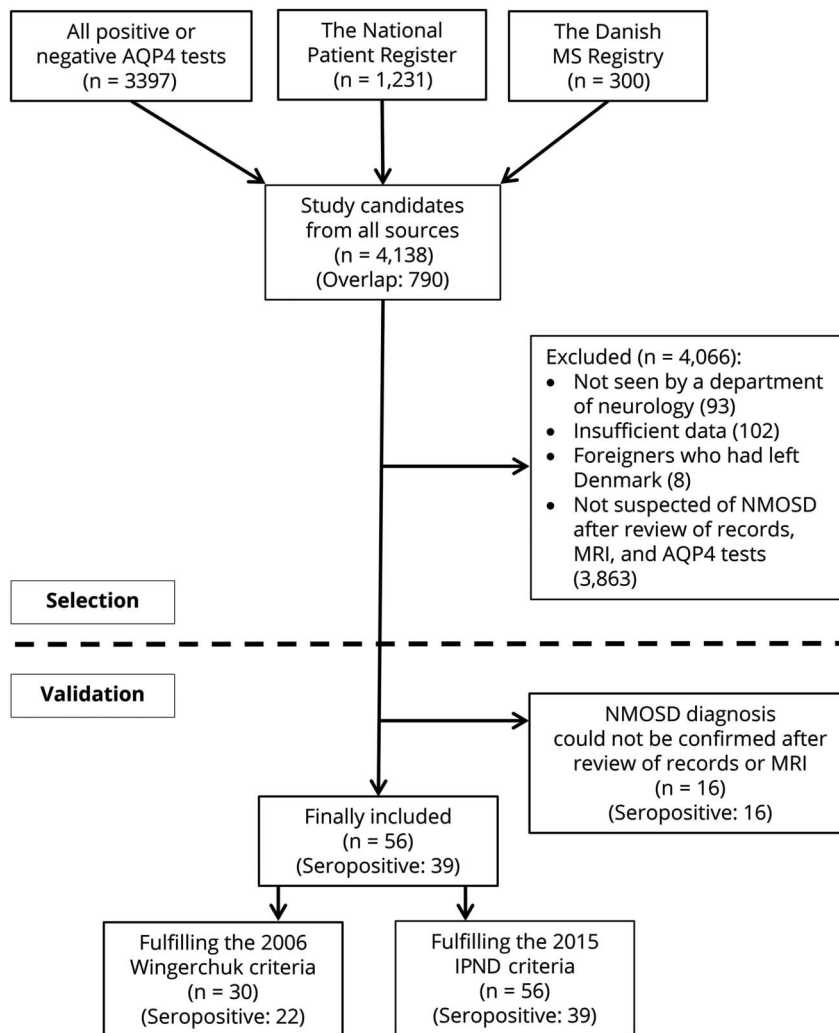 All positive or
negative AQP4 tests
(n = 3397)
The National
Patient Register
(n = 1,231)
The Danish
MS Registry
(n = 300)
Study candidates
from all sources
(n = 4,138)
(Overlap: 790)
Excluded (n = 4,066):
• Not seen by a department
of neurology (93)
• Insufficient data (102)
• Foreigners who had left
Denmark (8)
• Not suspected of NMOSD
after review of records,
MRI, and AQP4 tests
(3,863)
Selection
Validation
NMOSD diagnosis
could not be confirmed after
review of records or MRI
(n = 16)
(Seropositive: 16)
Finally included
(n = 56)
(Seropositive: 39)
Fulfilling the 2006
Wingerchuk criteria
(n = 30)
(Seropositive: 22)
Fulfilling the 2015
IPND criteria
(n = 56)
(Seropositive: 39)